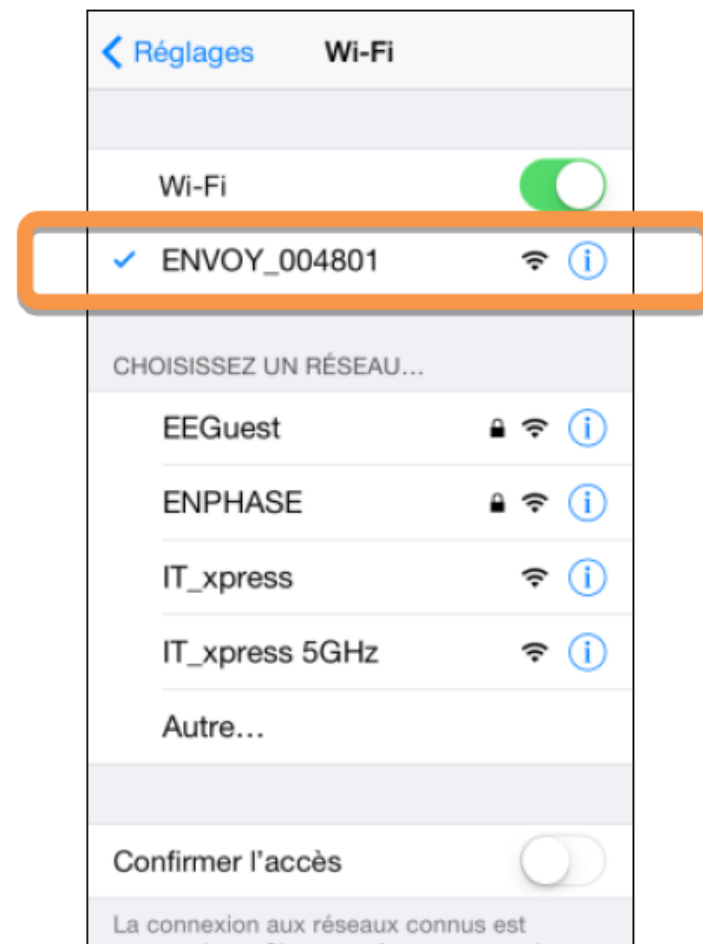 Réglages Wi-Fi
Wi-Fi
ENVOY_004801
CHOISISSEZ UN RÉSEAU...
EEGuest
ENPHASE
IT_xpress
IT_xpress 5GHz
Autre...
Confirmer l'accès
La connexion aux réseaux connus est